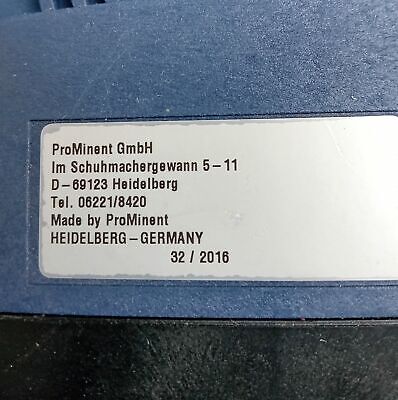 ProMinent GmbH
Im Schuhmachergewann 5-11
D-69123 Heidelberg
Tel. 06221/8420
Made by ProMinent
HEIDELBERG-GERMANY
32 / 2016